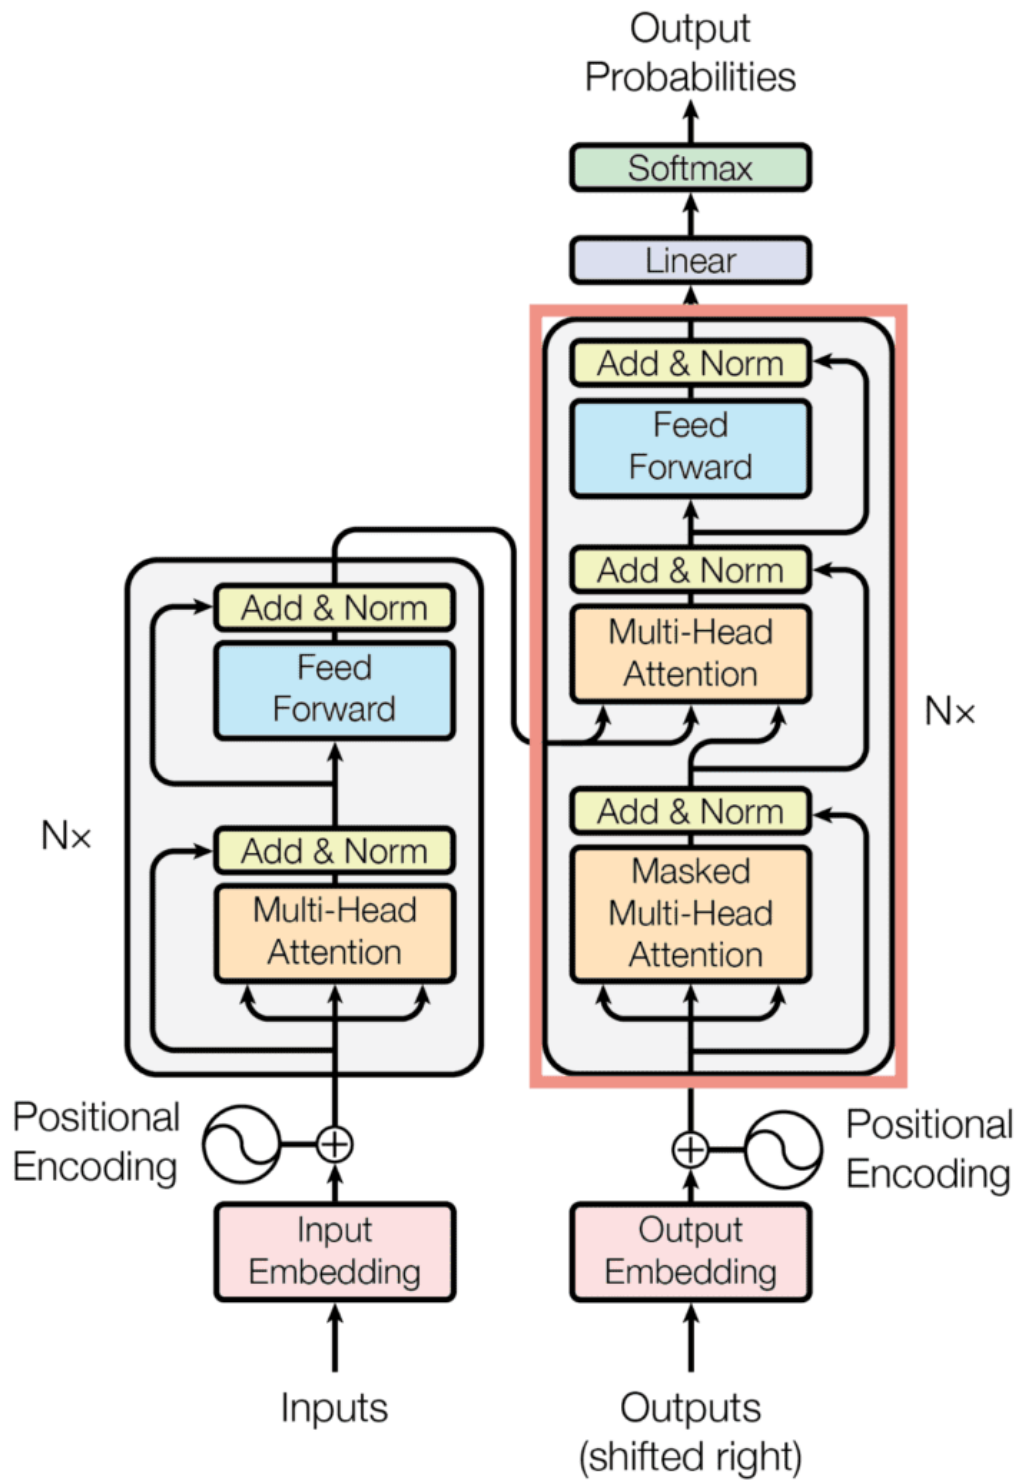 Output
Probabilities
Softmax
Linear
Add & Norm
Feed
Forward
Add & Norm
Multi-Head
Attention
Nx
Add & Norm
Masked
Multi-Head
Attention
Add & Norm
Feed
Forward
Nx
Add & Norm
Multi-Head
Attention
Positional
Encoding
Positional
Encoding
Input
Embedding
Output
Embedding
Inputs
Outputs
(shifted right)